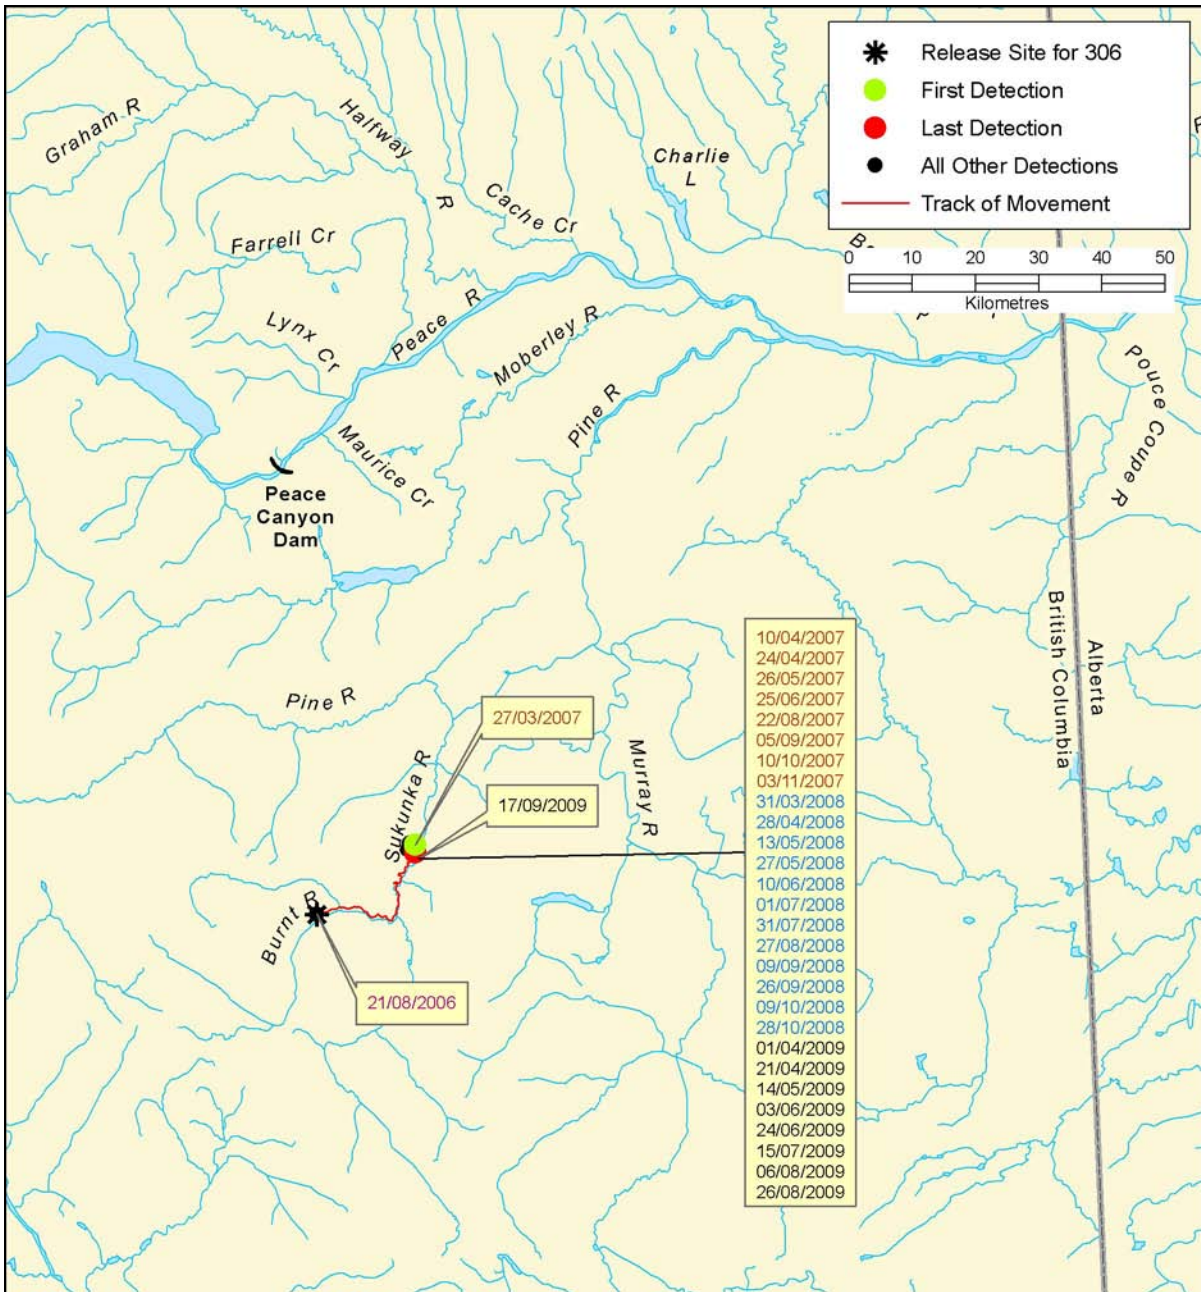 Release Site for 306
First Detection
Last Detection
All Other Detections
Track of Movement
0 10 20 30 40 50
Kilometres
Graham R
Halfway R
Charlie
L
Cache Cr
Farrell Cr
Lynx Cr
Peace R
Moberley R
Pine R
Maurice Cr
Pouce Coupe R
Peace
Canyon
Dam
British Columbia
Alberta
Pine R
27/03/2007
Sukunka R
17/09/2009
Murray R
Burnt R
21/08/2006
10/04/2007
24/04/2007
26/05/2007
25/06/2007
22/08/2007
05/09/2007
10/10/2007
03/11/2007
31/03/2008
28/04/2008
13/05/2008
27/05/2008
10/06/2008
01/07/2008
31/07/2008
27/08/2008
09/09/2008
26/09/2008
09/10/2008
28/10/2008
01/04/2009
21/04/2009
14/05/2009
03/06/2009
24/06/2009
15/07/2009
06/08/2009
26/08/2009